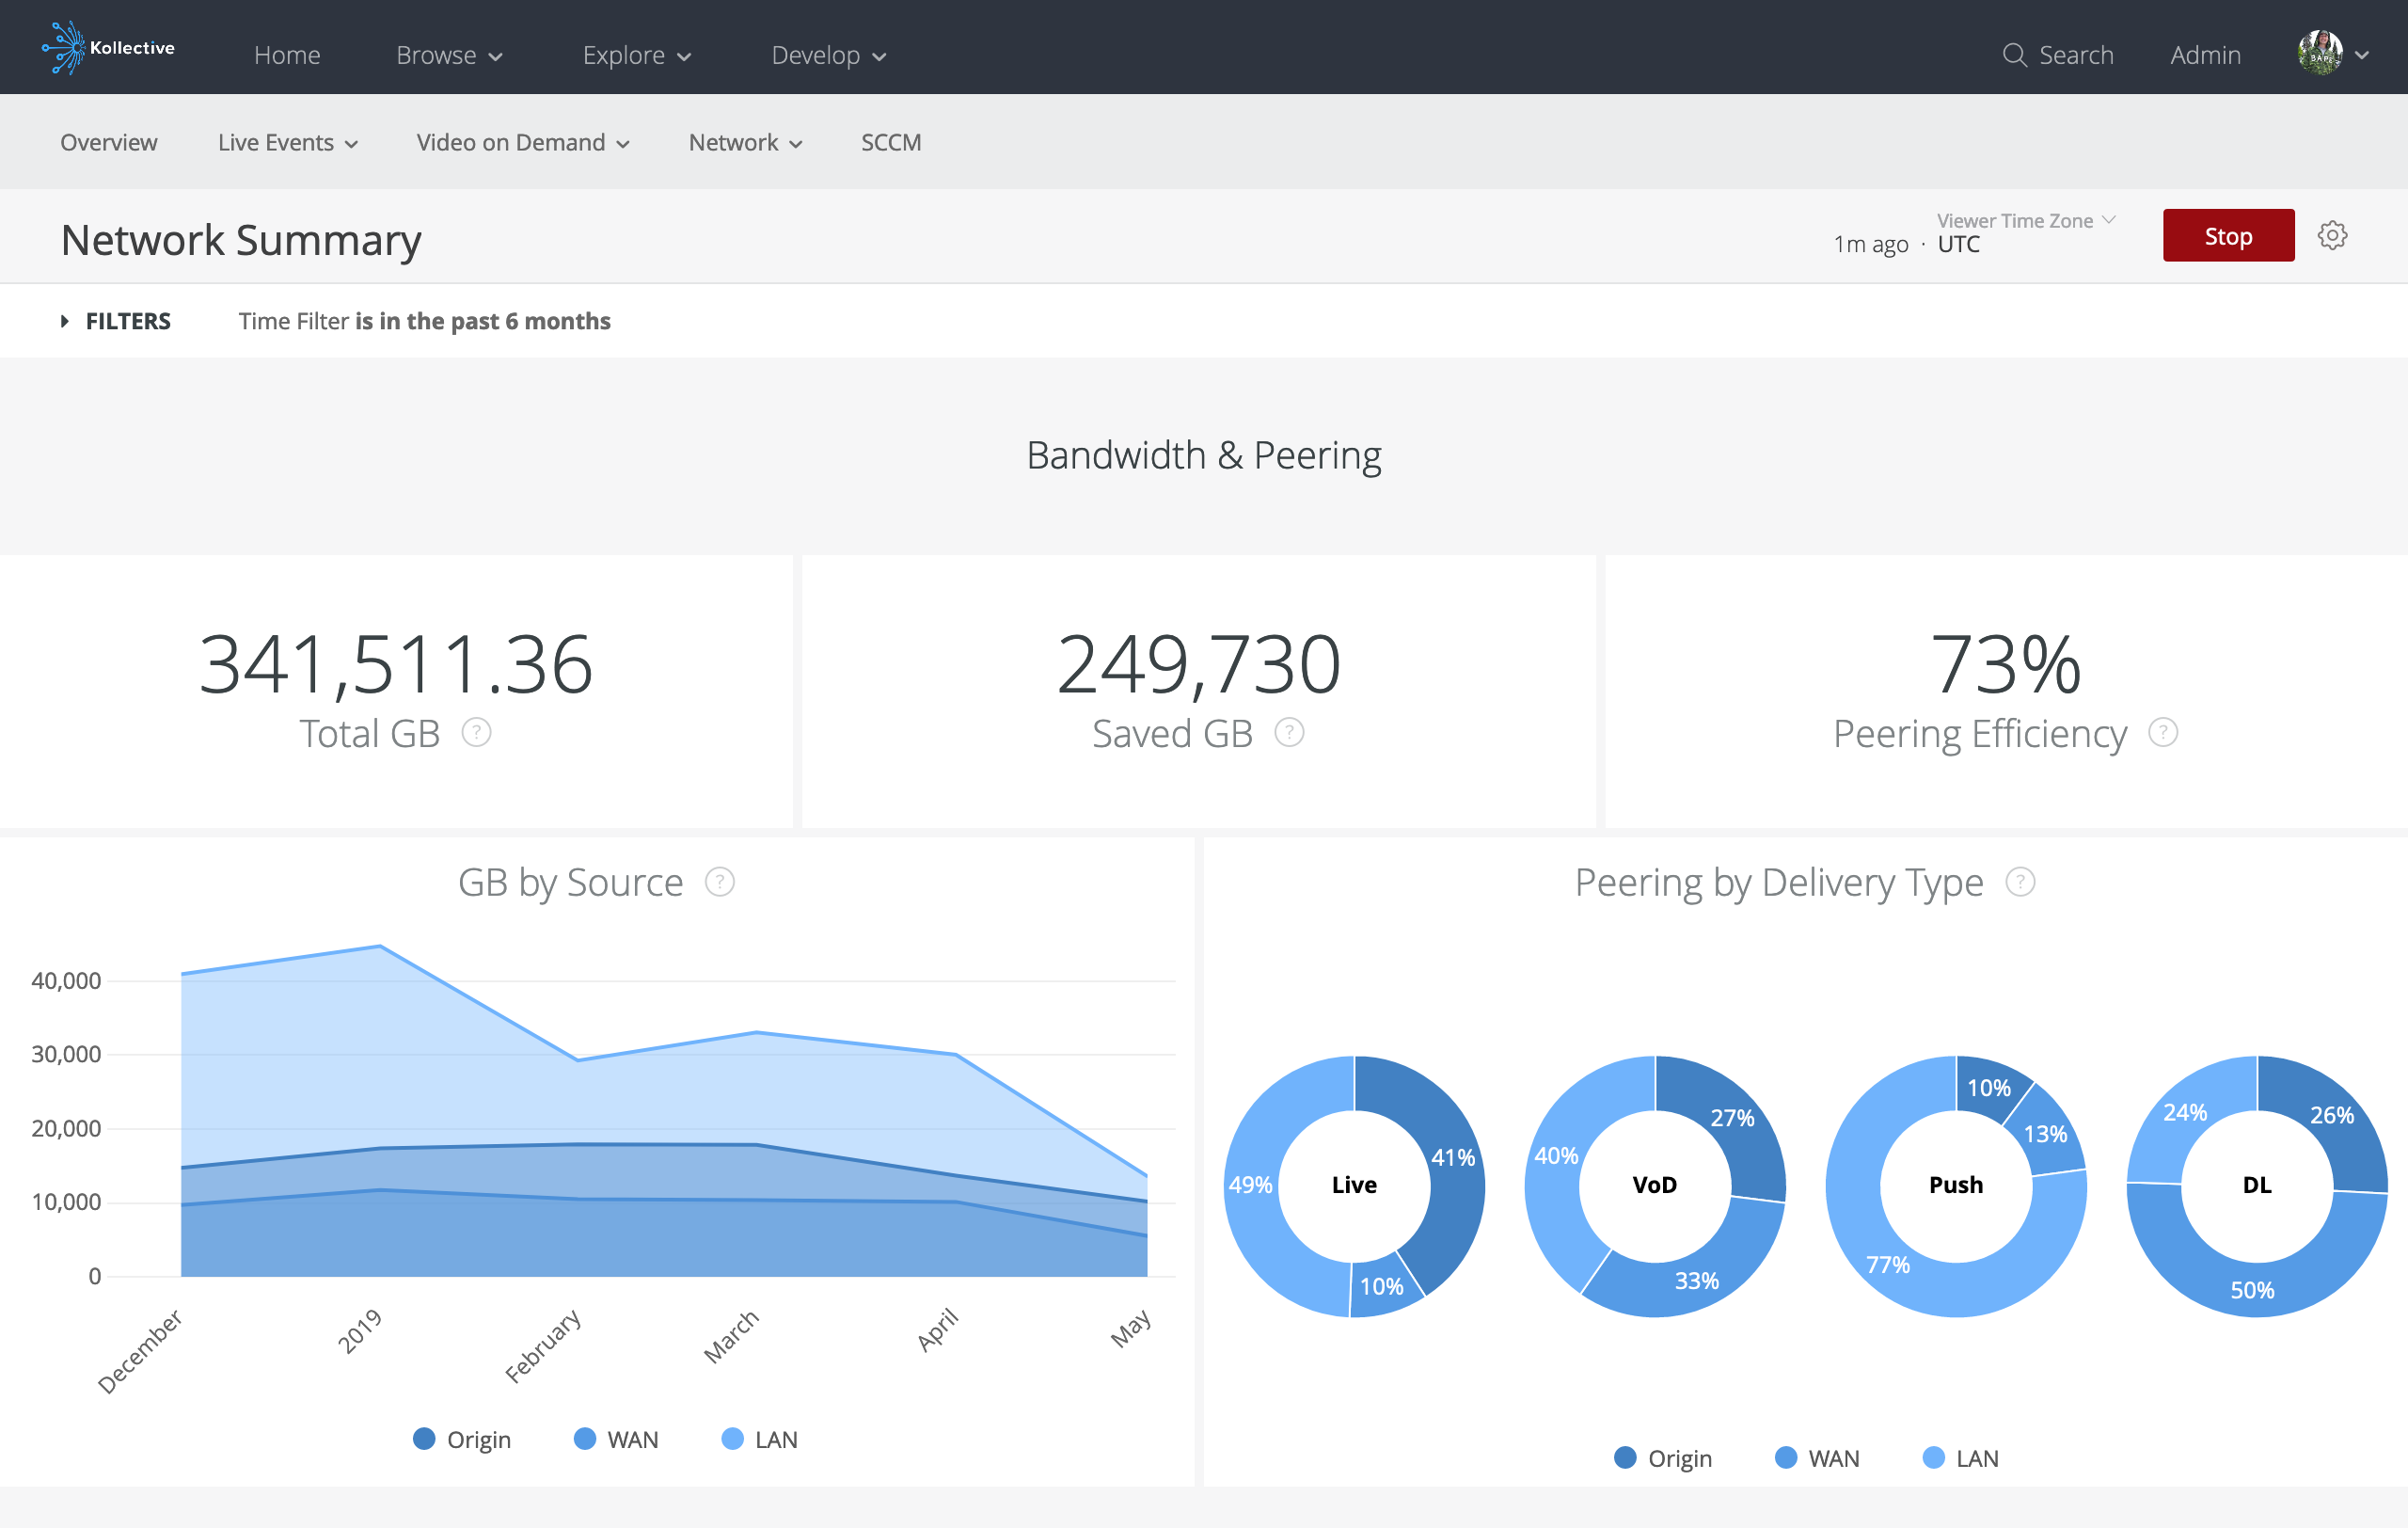 Kollective Home Browse Explore Develop Search Admin
Overview Live Events Video on Demand Network SCCM
Network Summary
Viewer Time Zone
1m ago · UTC
Stop
FILTERS Time Filter is in the past 6 months
Bandwidth & Peering
341,511.36
Total GB ?
249,730
Saved GB ?
73%
Peering Efficiency ?
GB by Source ?
40,000
30,000
20,000
10,000
0
December 2019 February March April May
Origin WAN LAN
Peering by Delivery Type ?
Live
41%
10%
49%
VoD
27%
33%
40%
Push
10%
13%
77%
DL
26%
50%
24%
Origin WAN LAN